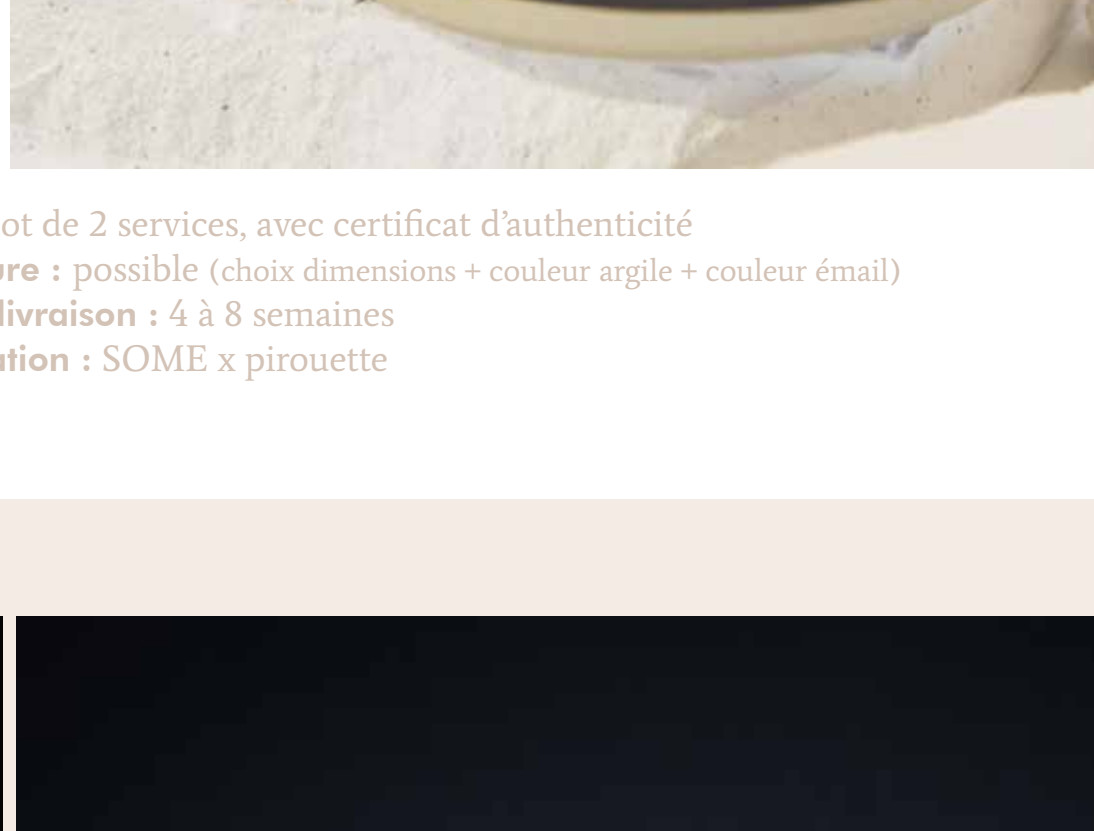 ot de 2 services, avec certificat d’authenticité
ure : possible (choix dimensions + couleur argile + couleur émail)
livraison : 4 à 8 semaines
ation : SOME x pirouette